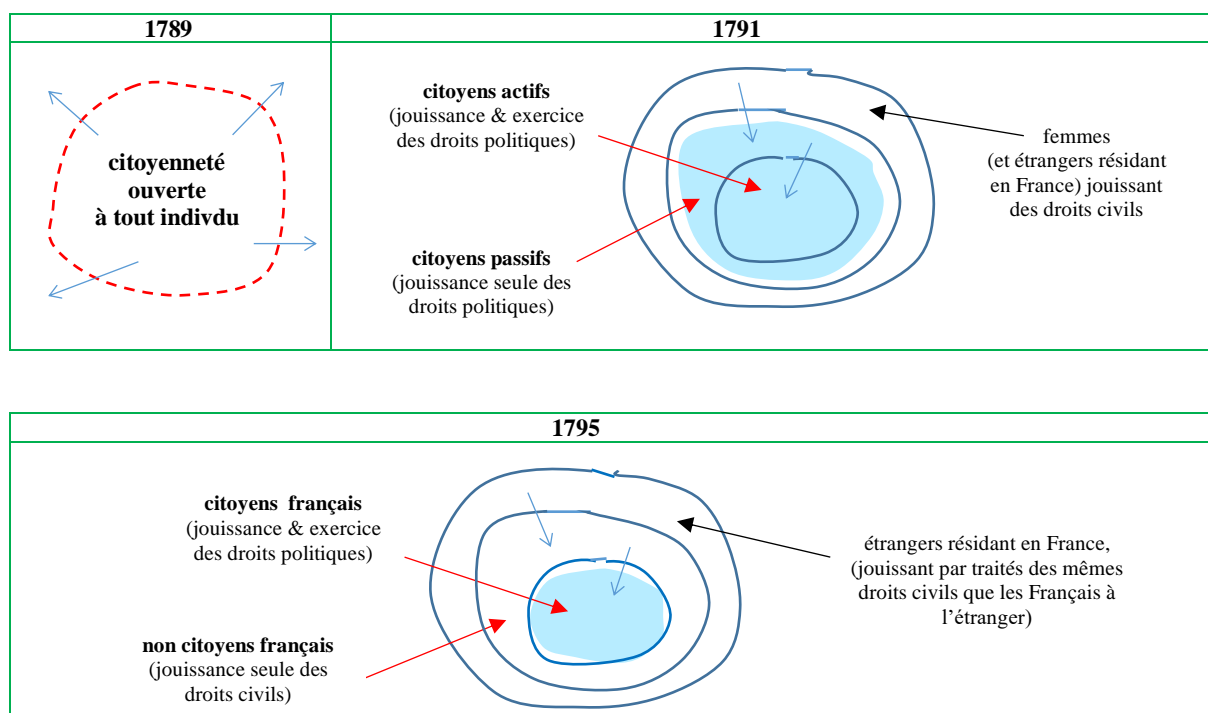 1789
1791
citoyenneté
ouverte
à tout indivdu
citoyens actifs
(jouissance & exercice
des droits politiques)
citoyens passifs
(jouissance seule des
droits politiques)
femmes
(et étrangers résidant
en France) jouissant
des droits civils
1795
citoyens français
(jouissance & exercice
des droits politiques)
non citoyens français
(jouissance seule des
droits civils)
étrangers résidant en France,
(jouissant par traités des mêmes
droits civils que les Français à
l’étranger)